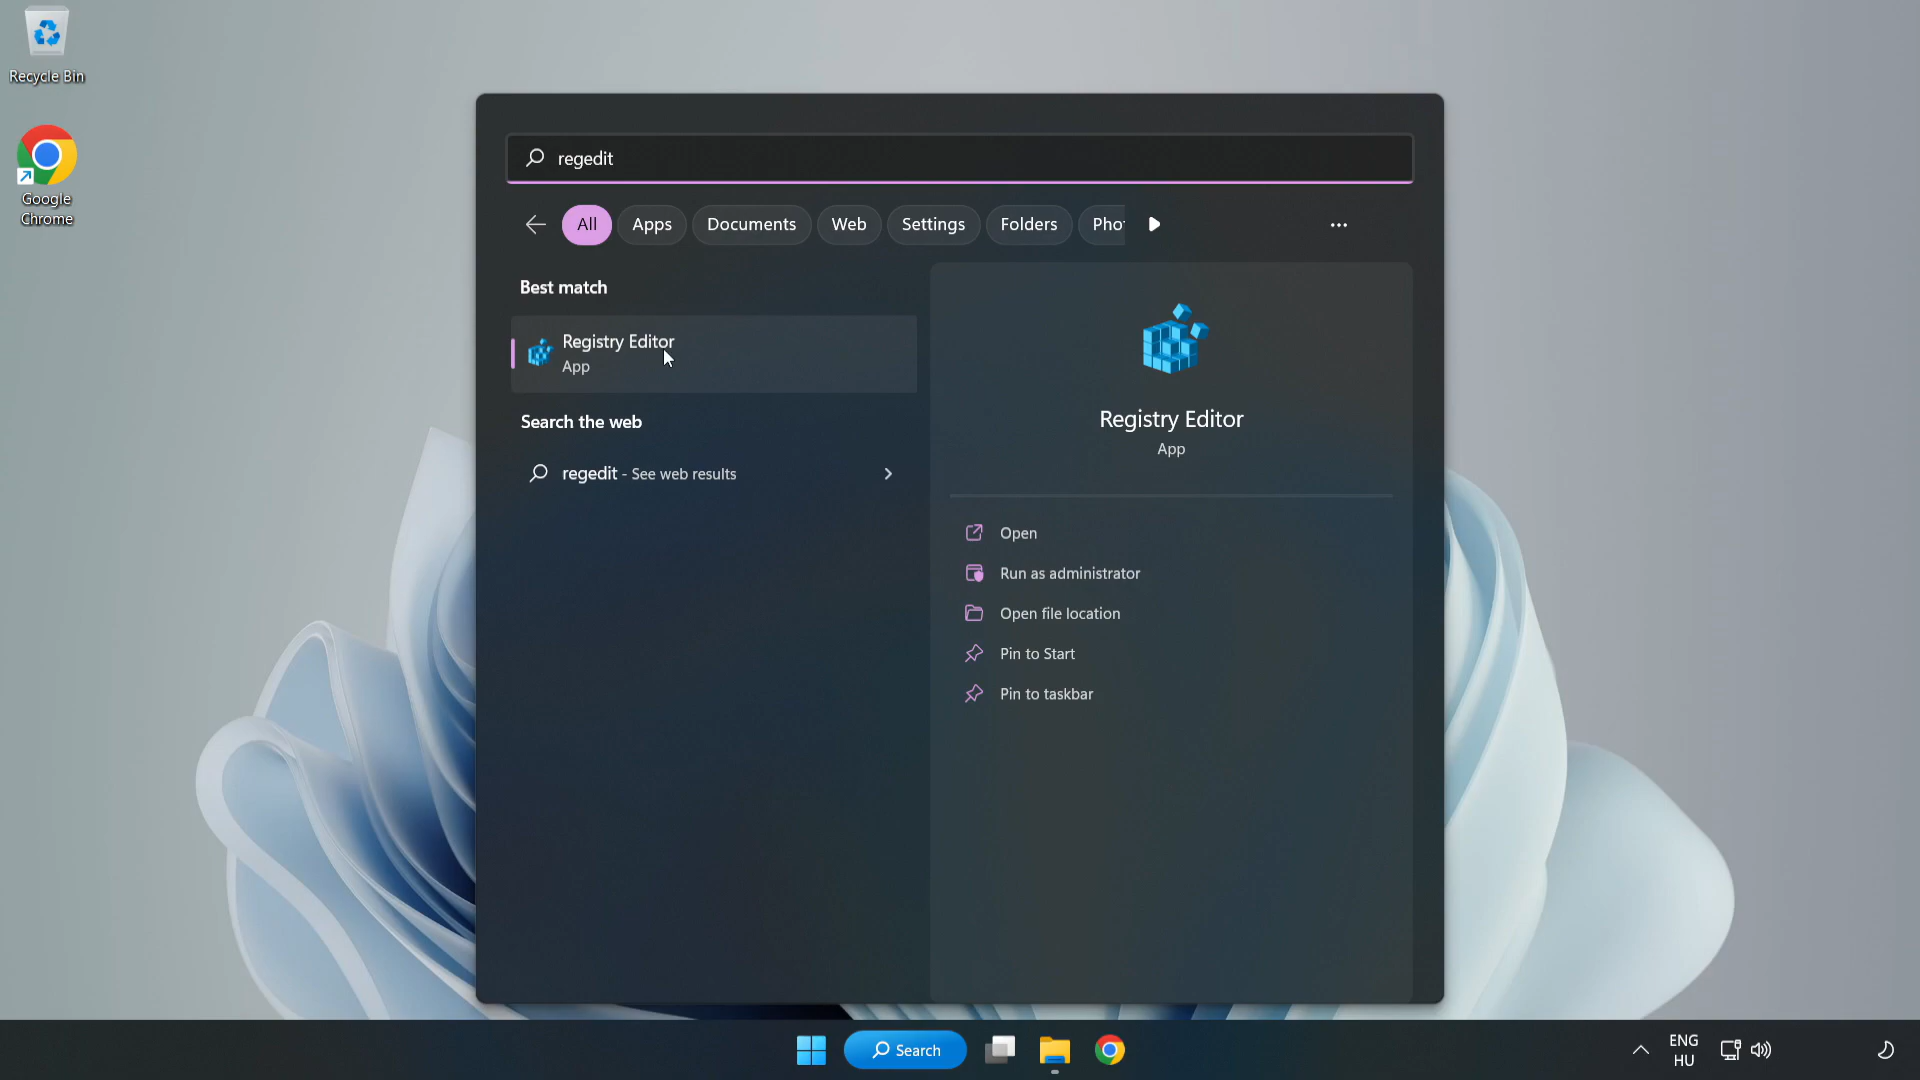 Recycle Bin
Google
Chrome
regedit
All
Apps
Documents
Web
Settings
Folders
Pho
Best match
Registry Editor
App
Search the web
regedit - See web results
Registry Editor
App
Open
Run as administrator
Open file location
Pin to Start
Pin to taskbar
Search
ENG
HU